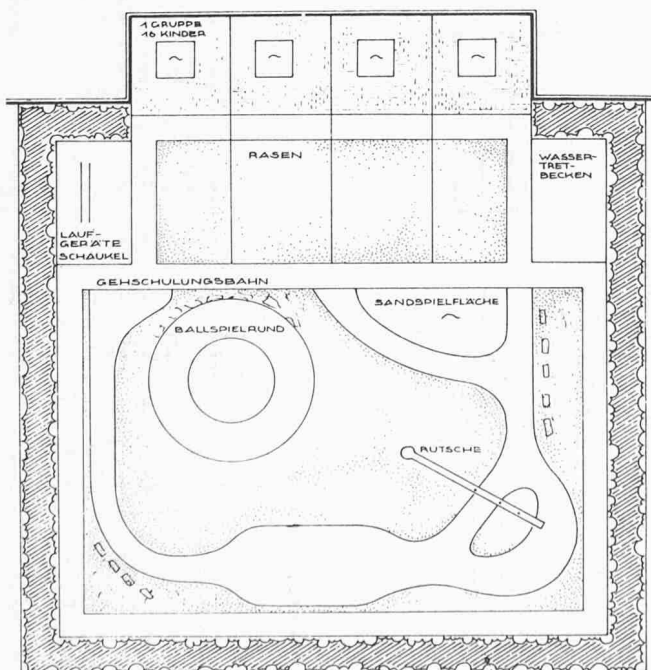 1 GRUPPE
16 KINDER
RASEN
WASSER-
TRET-
BECKEN
LAUF-
GERÄTE
SCHAUKEL
GEHSCHULUNGSBAHN
SANDSPIELFLÄCHE
BALLSPIELRUND
RUTSCHE